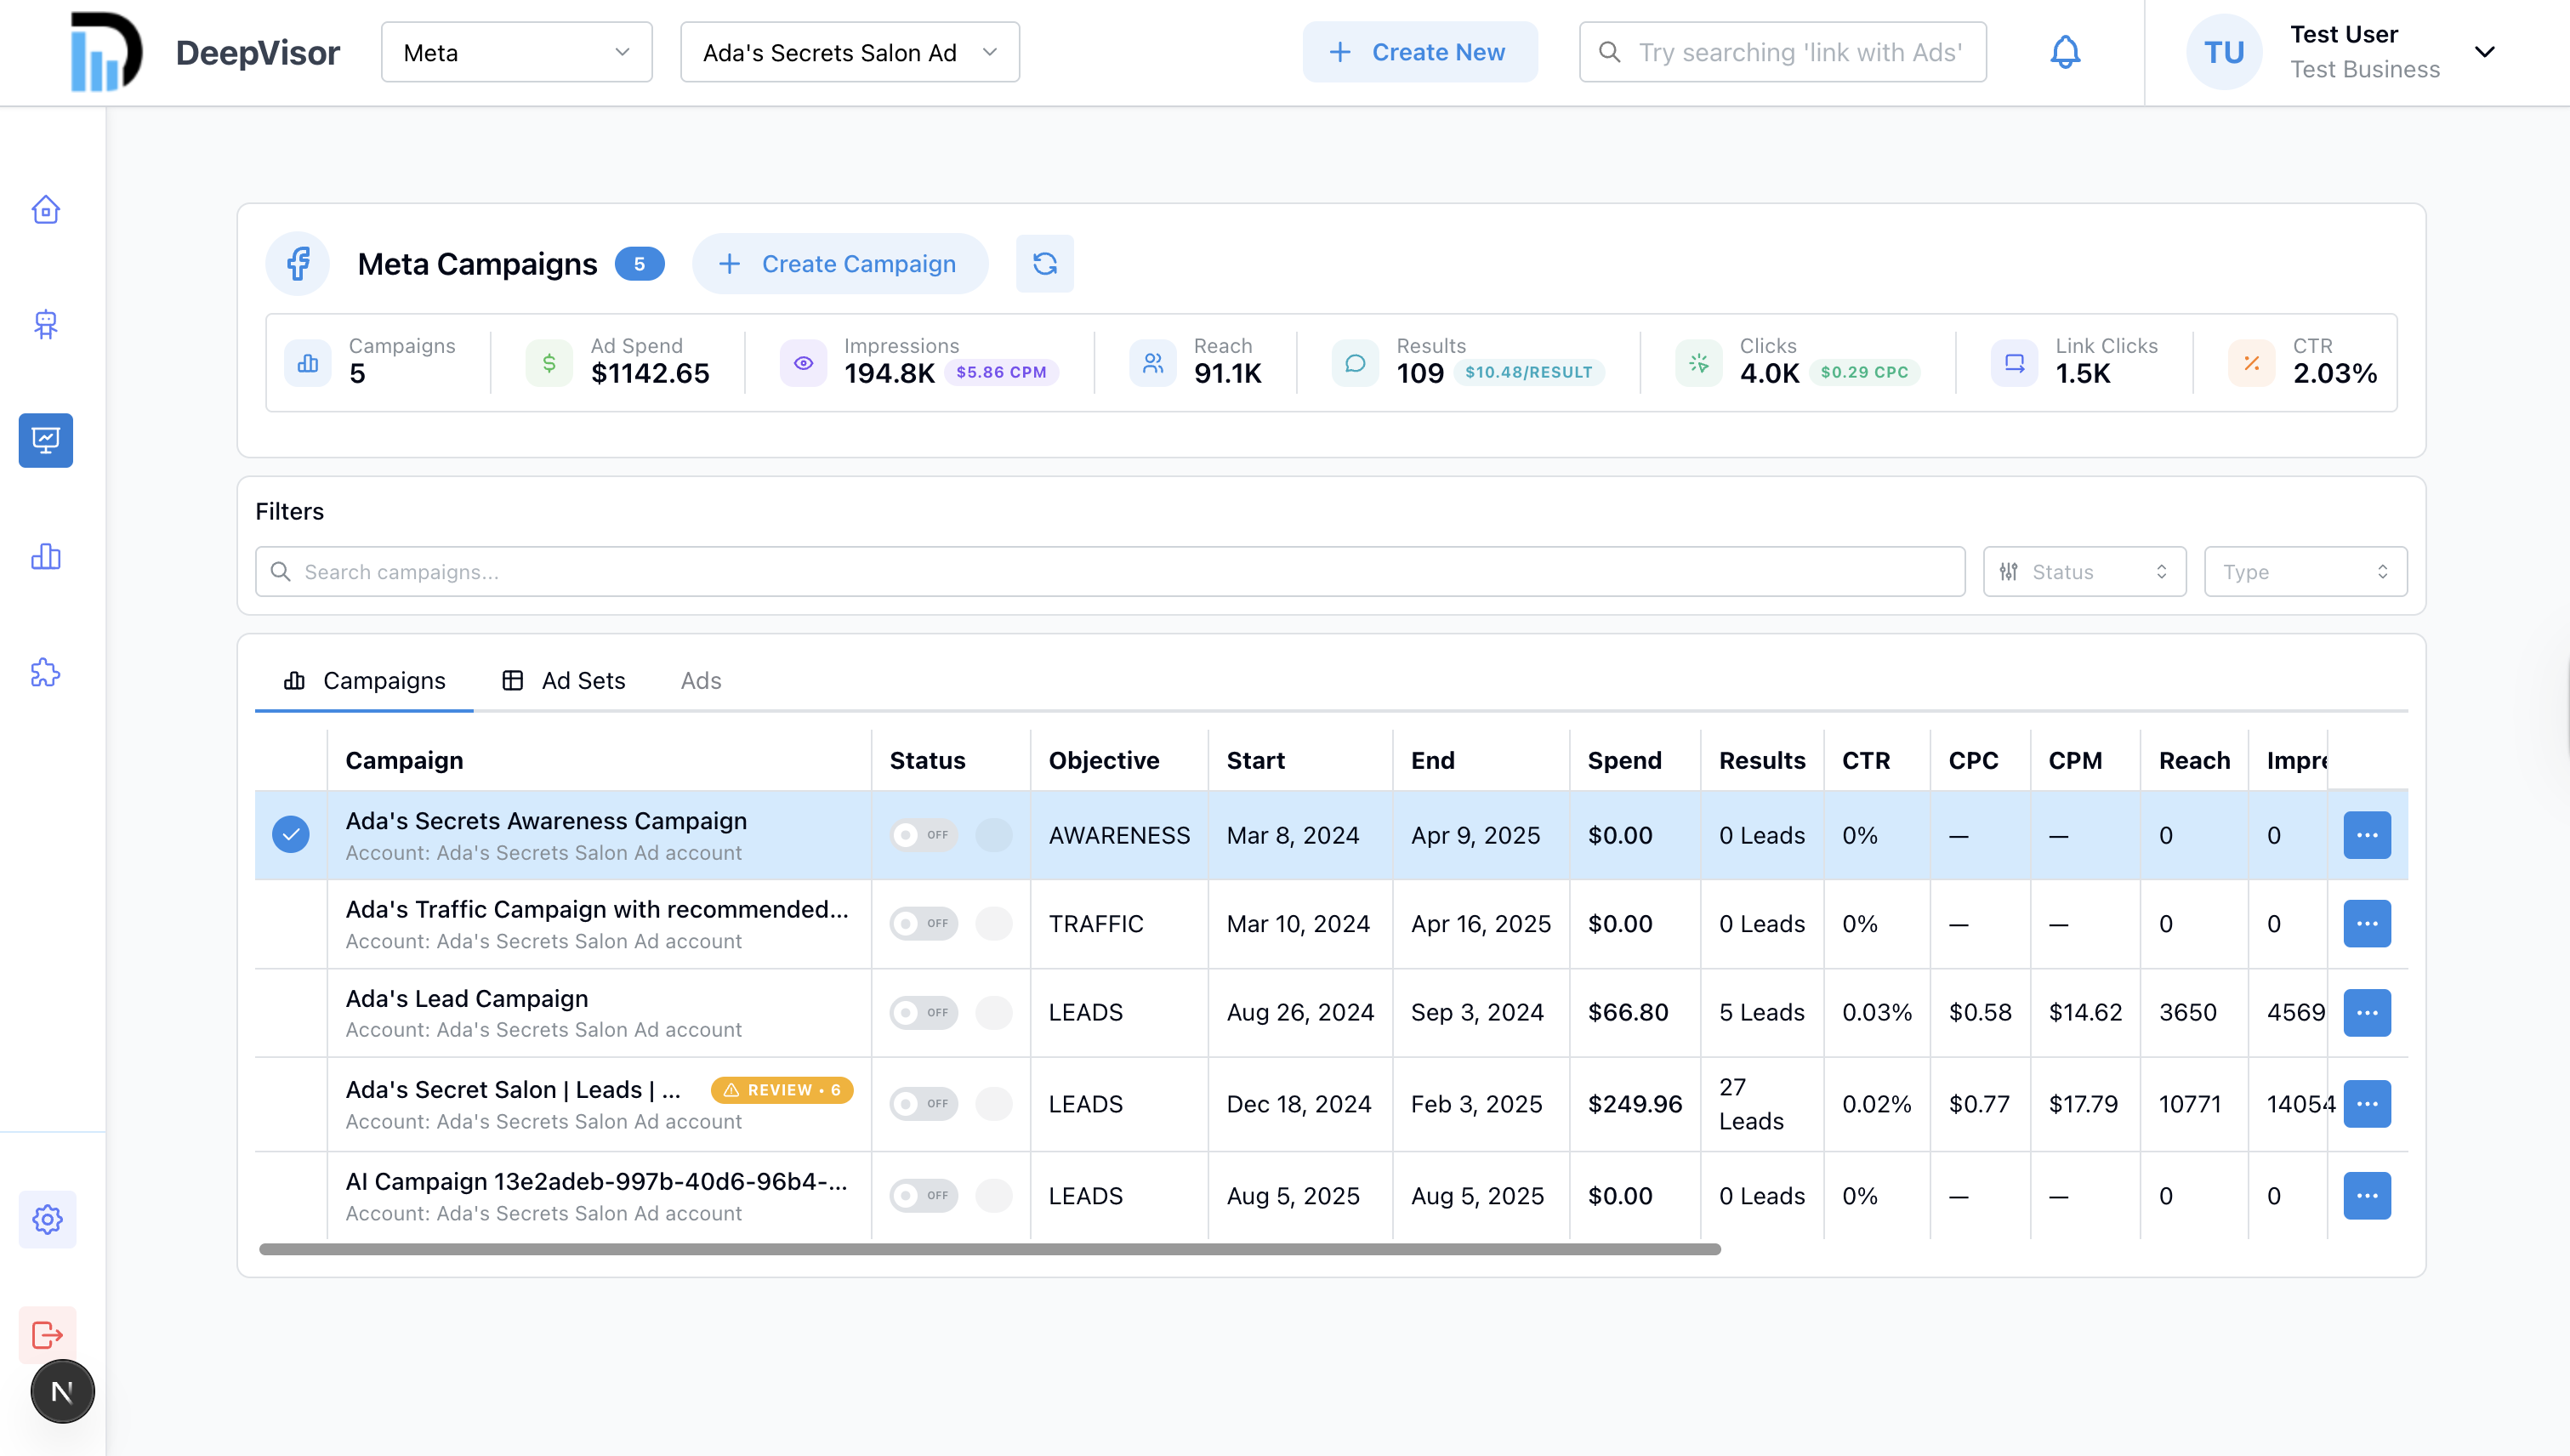 DeepVisor
Meta
Ada's Secrets Salon Ad
Create New
Try searching 'link with Ads'
TU
Test User
Test Business
Meta Campaigns
5
Create Campaign
Campaigns
5
Ad Spend
$1142.65
Impressions
194.8K
$5.86 CPM
Reach
91.1K
Results
109
$10.48/RESULT
Clicks
4.0K
$0.29 CPC
Link Clicks
1.5K
CTR
2.03%
Filters
Search campaigns...
Status
Type
Campaigns
Ad Sets
Ads
Campaign Status Objective Start End Spend Results CTR CPC CPM Reach Impre
Ada's Secrets Awareness Campaign
Account: Ada's Secrets Salon Ad account
OFF
AWARENESS Mar 8, 2024 Apr 9, 2025 $0.00 0 Leads 0% — — 0 0
Ada's Traffic Campaign with recommended...
Account: Ada's Secrets Salon Ad account
OFF
TRAFFIC Mar 10, 2024 Apr 16, 2025 $0.00 0 Leads 0% — — 0 0
Ada's Lead Campaign
Account: Ada's Secrets Salon Ad account
OFF
LEADS Aug 26, 2024 Sep 3, 2024 $66.80 5 Leads 0.03% $0.58 $14.62 3650 4569
Ada's Secret Salon | Leads | ...
REVIEW • 6
Account: Ada's Secrets Salon Ad account
OFF
LEADS Dec 18, 2024 Feb 3, 2025 $249.96 27 Leads 0.02% $0.77 $17.79 10771 14054
AI Campaign 13e2adeb-997b-40d6-96b4-...
Account: Ada's Secrets Salon Ad account
OFF
LEADS Aug 5, 2025 Aug 5, 2025 $0.00 0 Leads 0% — — 0 0
N